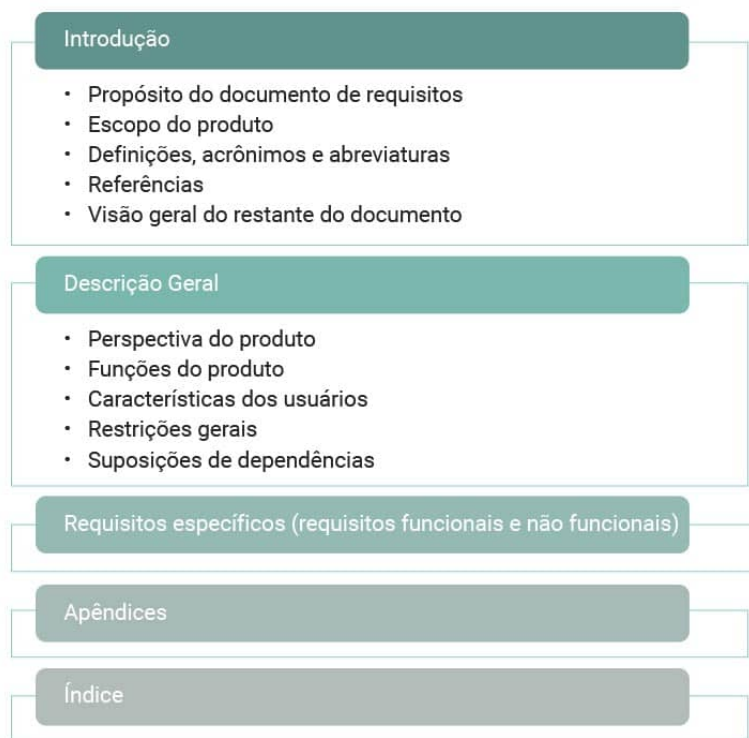 Introdução
• Propósito do documento de requisitos
• Escopo do produto
• Definições, acrônimos e abreviaturas
• Referências
• Visão geral do restante do documento
Descrição Geral
• Perspectiva do produto
• Funções do produto
• Características dos usuários
• Restrições gerais
• Suposições de dependências
Requisitos específicos (requisitos funcionais e não funcionais)
Apêndices
Índice